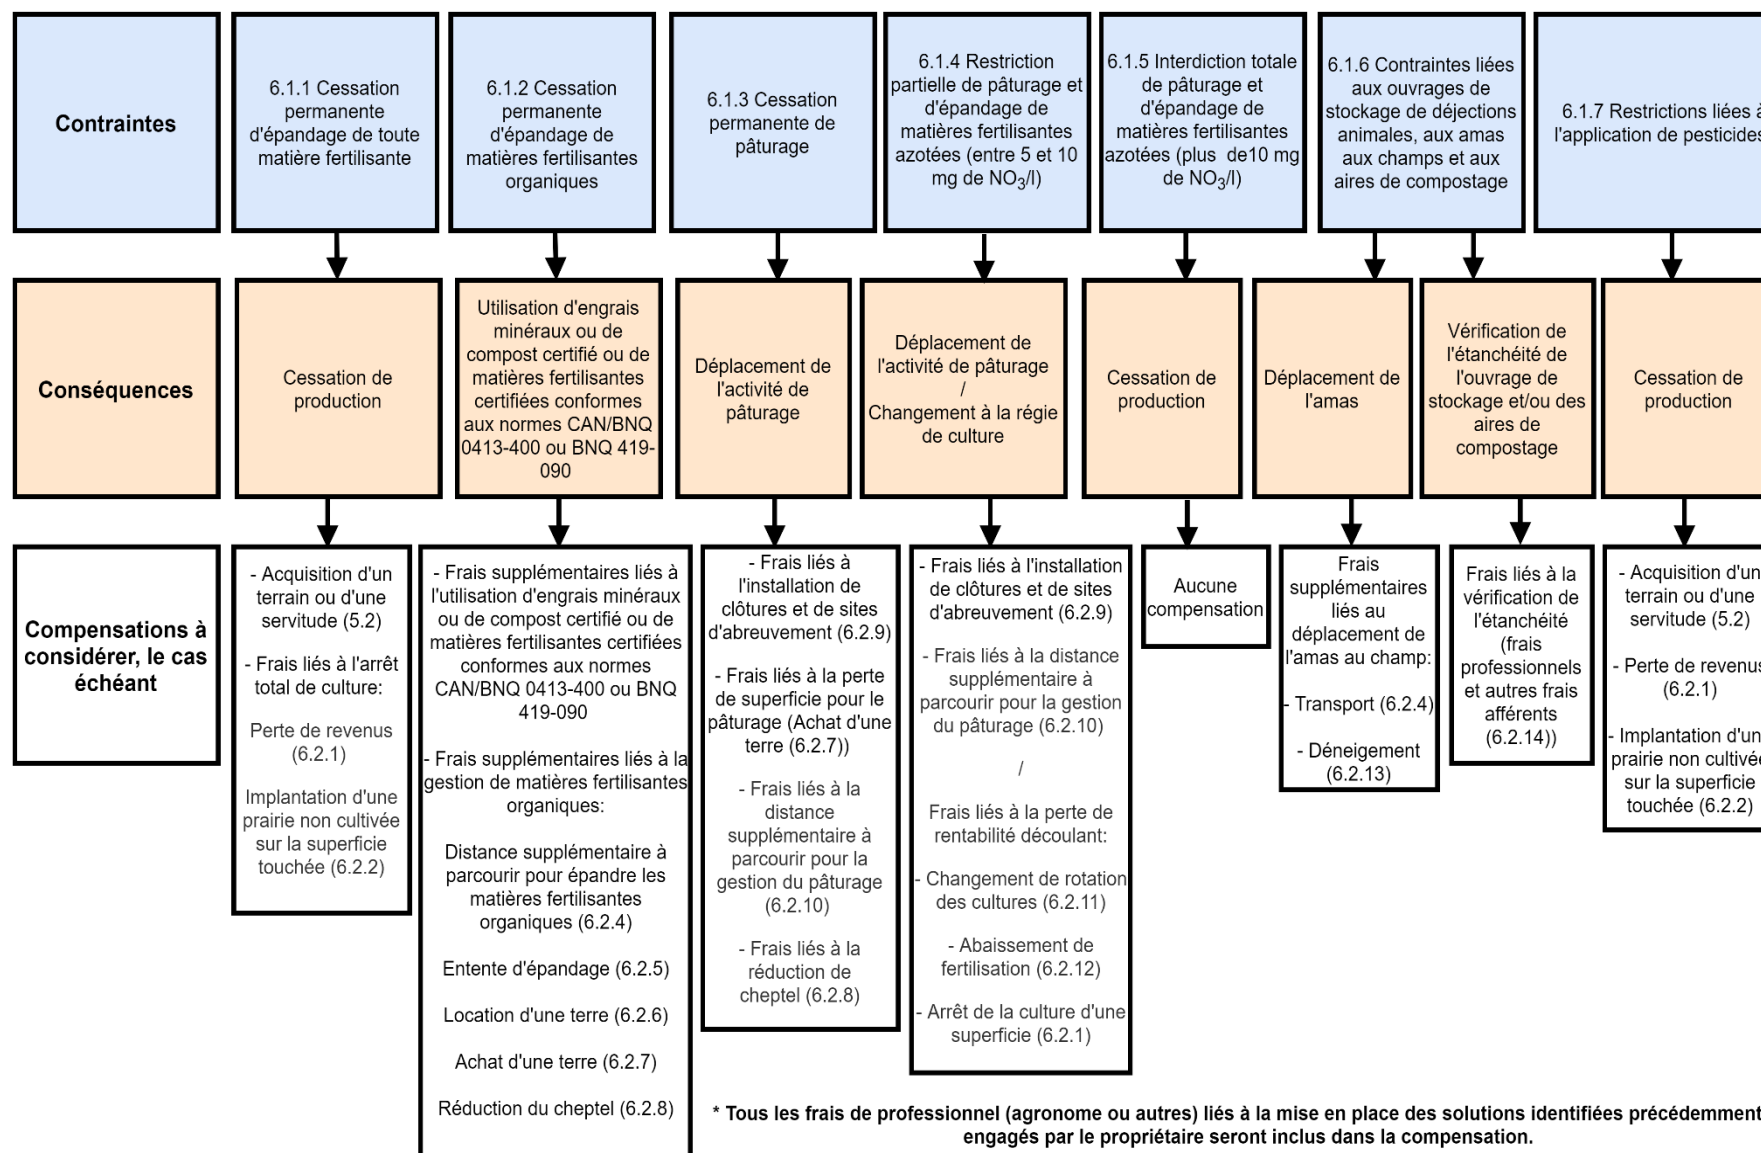 Contraintes
6.1.1 Cessation
permanente
d'épandage de toute
matière fertilisante
6.1.2 Cessation
permanente
d'épandage de
matières fertilisantes
organiques
6.1.3 Cessation
permanente de
pâturage
6.1.4 Restriction
partielle de pâturage et
d'épandage de
matières fertilisantes
azotées (entre 5 et 10
mg de NO₃/l)
6.1.5 Interdiction totale
de pâturage et
d'épandage de
matières fertilisantes
azotées (plus de10 mg
de NO₃/l)
6.1.6 Contraintes liées
aux ouvrages de
stockage de déjections
animales, aux amas
aux champs et aux
aires de compostage
6.1.7 Restrictions liées à
l'application de pesticides
Conséquences
Cessation de
production
Utilisation d'engrais
minéraux ou de
compost certifié ou de
matières fertilisantes
certifiées conformes
aux normes CAN/BNQ
0413-400 ou BNQ 419-
090
Déplacement de
l'activité de
pâturage
Déplacement de
l'activité de pâturage
/
Changement à la régie
de culture
Cessation de
production
Déplacement de
l'amas
Vérification de
l'étanchéité de
l'ouvrage de
stockage et/ou des
aires de
compostage
Cessation de
production
Compensations à
considérer, le cas
échéant
- Acquisition d'un
terrain ou d'une
servitude (5.2)
- Frais liés à l'arrêt
total de culture:
Perte de revenus
(6.2.1)
Implantation d'une
prairie non cultivée
sur la superficie
touchée (6.2.2)
- Frais supplémentaires liés à
l'utilisation d'engrais minéraux
ou de compost certifié ou de
matières fertilisantes certifiées
conformes aux normes
CAN/BNQ 0413-400 ou BNQ
419-090
- Frais supplémentaires liés à la
gestion de matières fertilisantes
organiques:
Distance supplémentaire à
parcourir pour épandre les
matières fertilisantes
organiques (6.2.4)
Entente d'épandage (6.2.5)
Location d'une terre (6.2.6)
Achat d'une terre (6.2.7)
Réduction du cheptel (6.2.8)
- Frais liés à
l'installation de
clôtures et de sites
d'abreuvement (6.2.9)
- Frais liés à la perte
de superficie pour le
pâturage (Achat d'une
terre (6.2.7))
- Frais liés à la
distance
supplémentaire à
parcourir pour la
gestion du pâturage
(6.2.10)
- Frais liés à la
réduction de
cheptel (6.2.8)
- Frais liés à l'installation
de clôtures et de sites
d'abreuvement (6.2.9)
- Frais liés à la distance
supplémentaire à
parcourir pour la gestion
du pâturage (6.2.10)
/
Frais liés à la perte de
rentabilité découlant:
- Changement de rotation
des cultures (6.2.11)
- Abaissement de
fertilisation (6.2.12)
- Arrêt de la culture d'une
superficie (6.2.1)
Aucune
compensation
Frais
supplémentaires
liés au
déplacement de
l'amas au champ:
- Transport (6.2.4)
- Déneigement
(6.2.13)
Frais liés à la
vérification de
l'étanchéité
(frais
professionnels
et autres frais
afférents
(6.2.14))
- Acquisition d'un
terrain ou d'une
servitude (5.2)
- Perte de revenus
(6.2.1)
- Implantation d'un
prairie non cultivée
sur la superficie
touchée (6.2.2)
* Tous les frais de professionnel (agronome ou autres) liés à la mise en place des solutions identifiées précédemment
engagés par le propriétaire seront inclus dans la compensation.